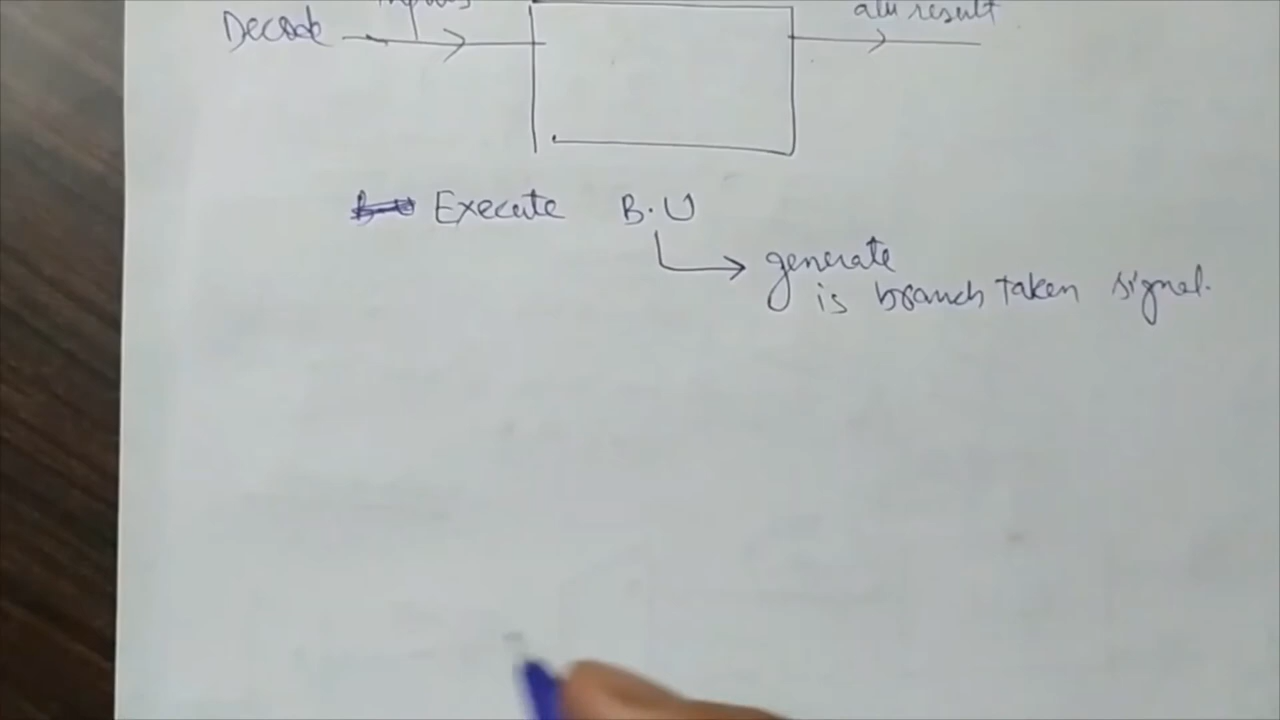 alu result
Decode
Execute B.U
generate
is branch taken signal.